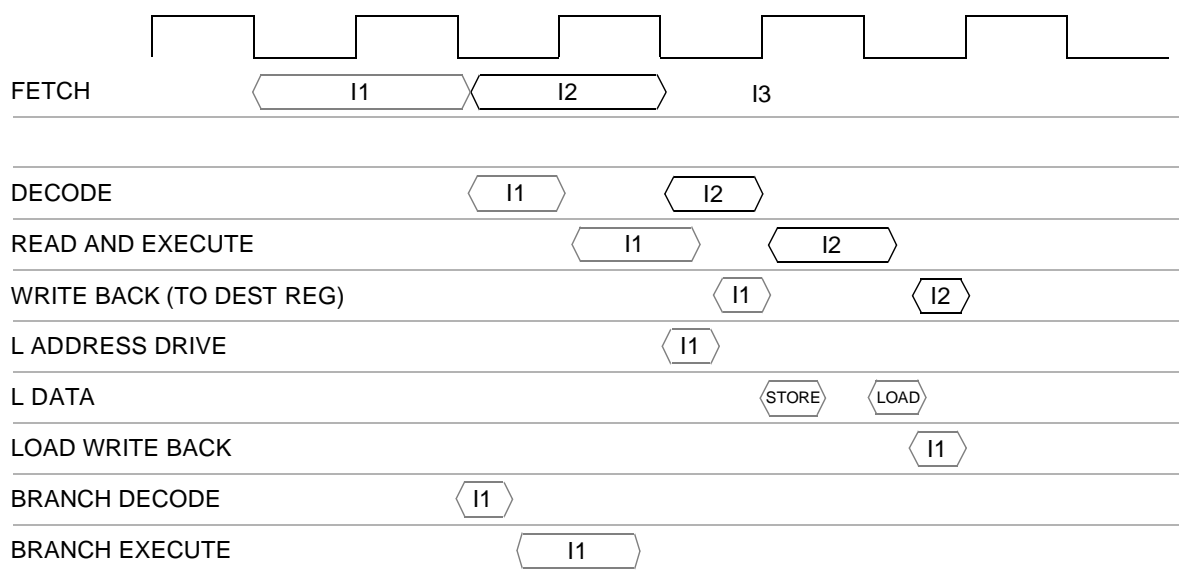 FETCH I1 I2 I3
DECODE I1 I2
READ AND EXECUTE I1 I2
WRITE BACK (TO DEST REG) I1 I2
L ADDRESS DRIVE I1
L DATA STORE LOAD
LOAD WRITE BACK I1
BRANCH DECODE I1
BRANCH EXECUTE I1